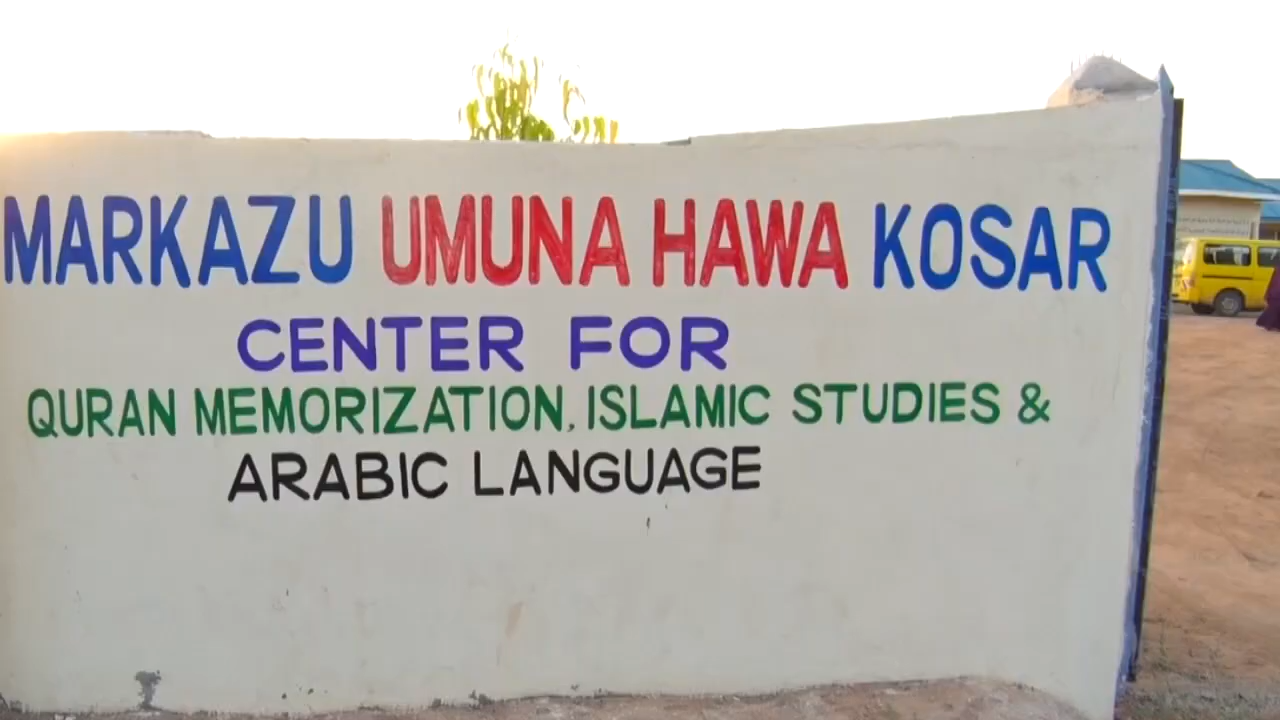 MARKAZU UMUNA HAWA KOSAR
CENTER FOR
QURAN MEMORIZATION, ISLAMIC STUDIES &
ARABIC LANGUAGE